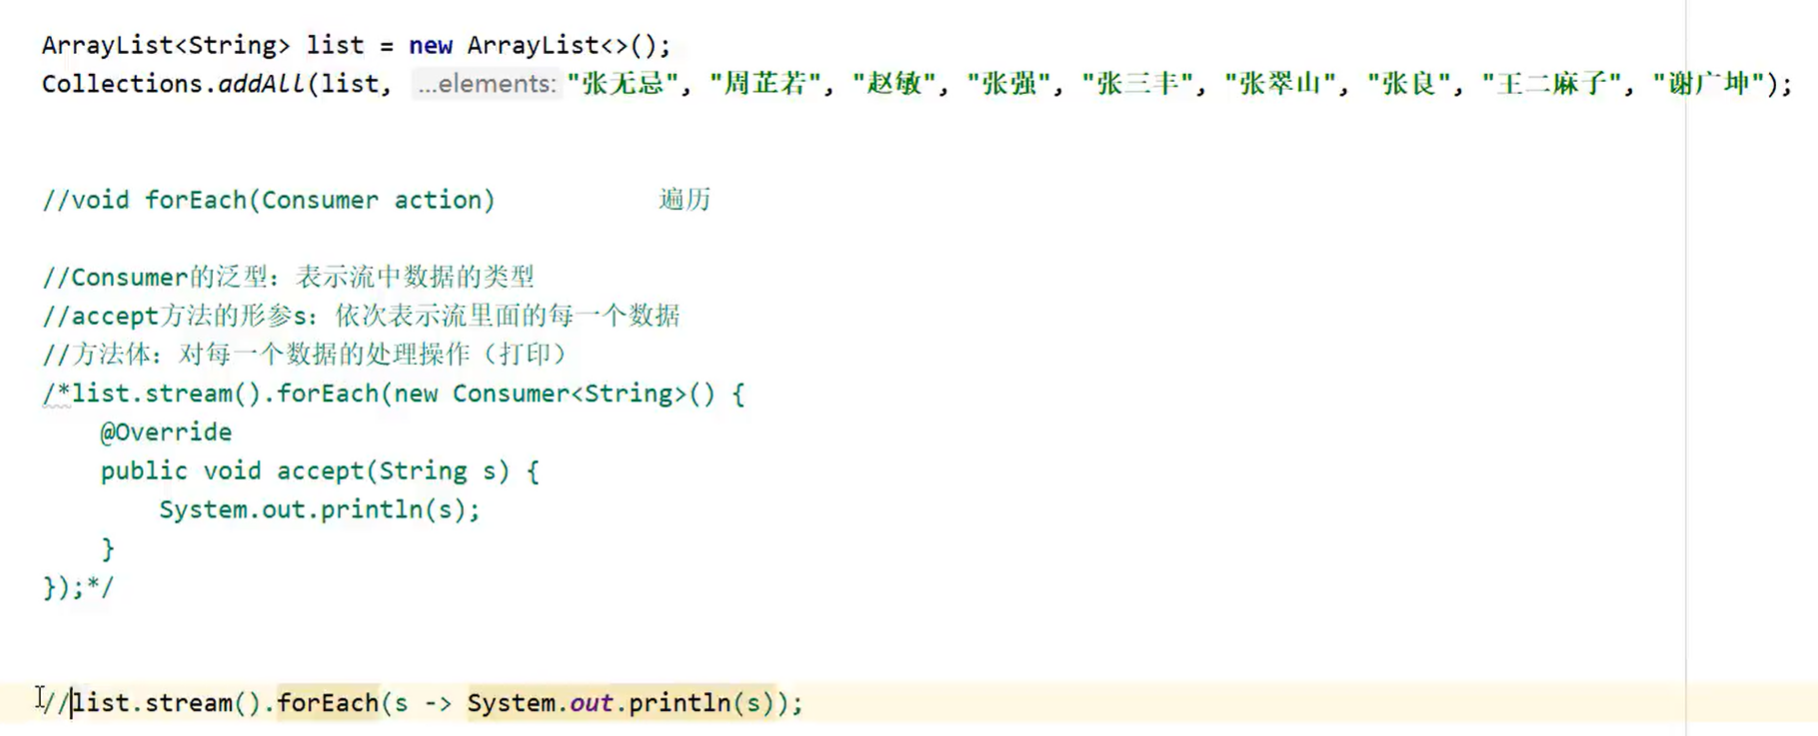 ArrayList<String> list = new ArrayList<>();
Collections.addAll(list, ...elements: "张无忌", "周芷若", "赵敏", "张强", "张三丰", "张翠山", "张良", "王二麻子", "谢广坤");
//void forEach(Consumer action) 遍历
//Consumer的泛型：表示流中数据的类型
//accept方法的形参s：依次表示流里面的每一个数据
//方法体：对每一个数据的处理操作（打印）
/*list.stream().forEach(new Consumer<String>() {
@Override
public void accept(String s) {
System.out.println(s);
}
});*/
//list.stream().forEach(s -> System.out.println(s));